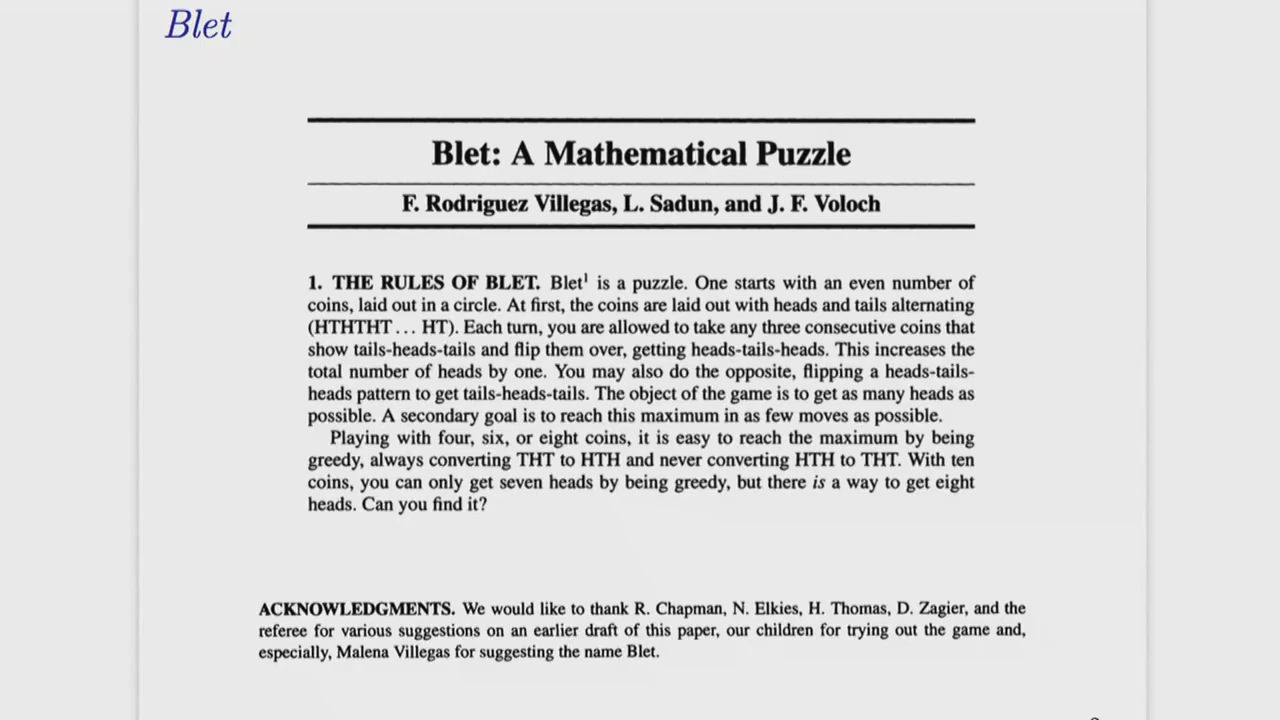 Blet
Blet: A Mathematical Puzzle
F. Rodriguez Villegas, L. Sadun, and J. F. Voloch
1. THE RULES OF BLET. Blet¹ is a puzzle. One starts with an even number of
coins, laid out in a circle. At first, the coins are laid out with heads and tails alternating
(HTHTHT ... HT). Each turn, you are allowed to take any three consecutive coins that
show tails-heads-tails and flip them over, getting heads-tails-heads. This increases the
total number of heads by one. You may also do the opposite, flipping a heads-tails-
heads pattern to get tails-heads-tails. The object of the game is to get as many heads as
possible. A secondary goal is to reach this maximum in as few moves as possible.
Playing with four, six, or eight coins, it is easy to reach the maximum by being
greedy, always converting THT to HTH and never converting HTH to THT. With ten
coins, you can only get seven heads by being greedy, but there is a way to get eight
heads. Can you find it?
ACKNOWLEDGMENTS. We would like to thank R. Chapman, N. Elkies, H. Thomas, D. Zagier, and the
referee for various suggestions on an earlier draft of this paper, our children for trying out the game and,
especially, Malena Villegas for suggesting the name Blet.